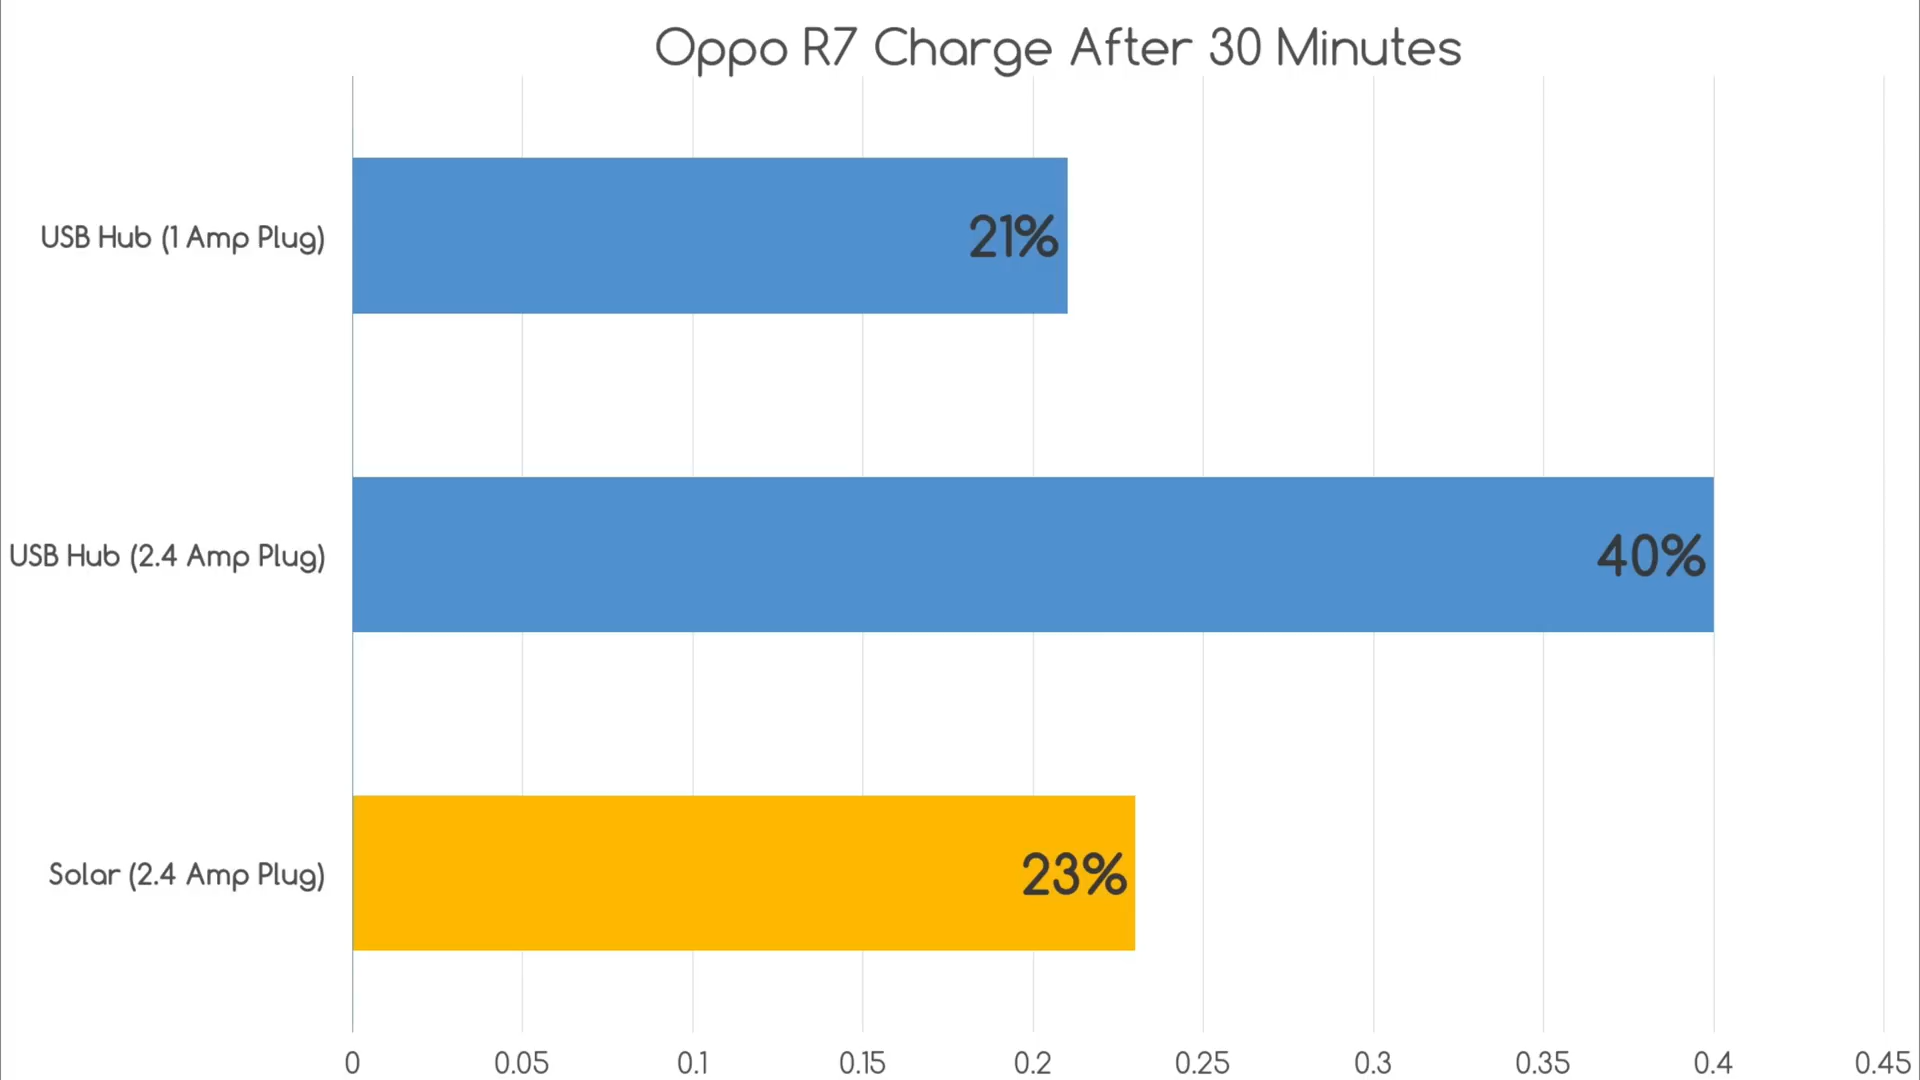 Oppo R7 Charge After 30 Minutes
USB Hub (1 Amp Plug)
21%
USB Hub (2.4 Amp Plug)
40%
Solar (2.4 Amp Plug)
23%
0 0.05 0.1 0.15 0.2 0.25 0.3 0.35 0.4 0.45